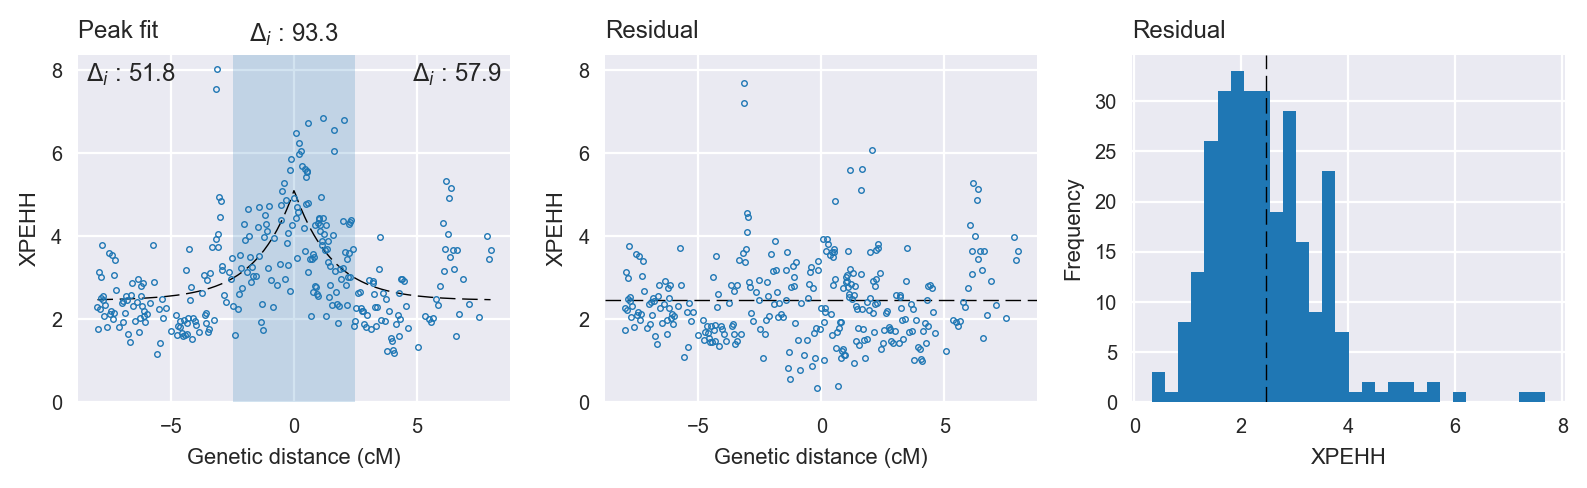 Peak fit
Δi : 93.3
Δi : 51.8
Δi : 57.9
8
6
4
2
0
XPEHH
−5
0
5
Genetic distance (cM)
Residual
8
6
4
2
0
XPEHH
−5
0
5
Genetic distance (cM)
Residual
30
25
20
15
10
5
0
Frequency
0
2
4
6
8
XPEHH